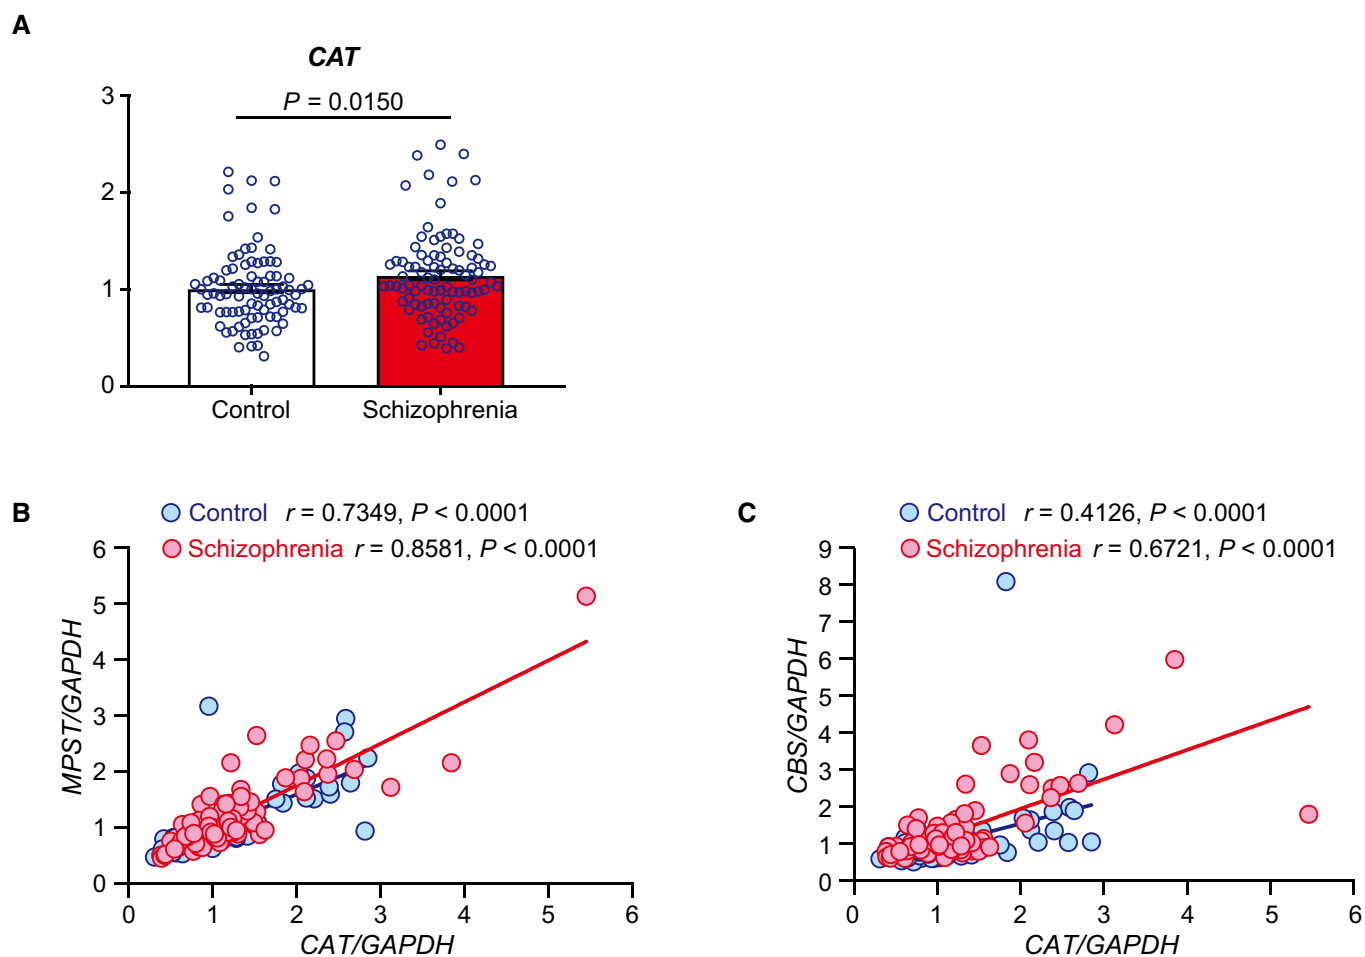 A
CAT
P = 0.0150
3
2
1
0
Control
Schizophrenia
B
Control r = 0.7349, P < 0.0001
Schizophrenia r = 0.8581, P < 0.0001
MPST/GAPDH
6
5
4
3
2
1
0
0 1 2 3 4 5 6
CAT/GAPDH
C
Control r = 0.4126, P < 0.0001
Schizophrenia r = 0.6721, P < 0.0001
CBS/GAPDH
9
8
7
6
5
4
3
2
1
0
0 1 2 3 4 5 6
CAT/GAPDH